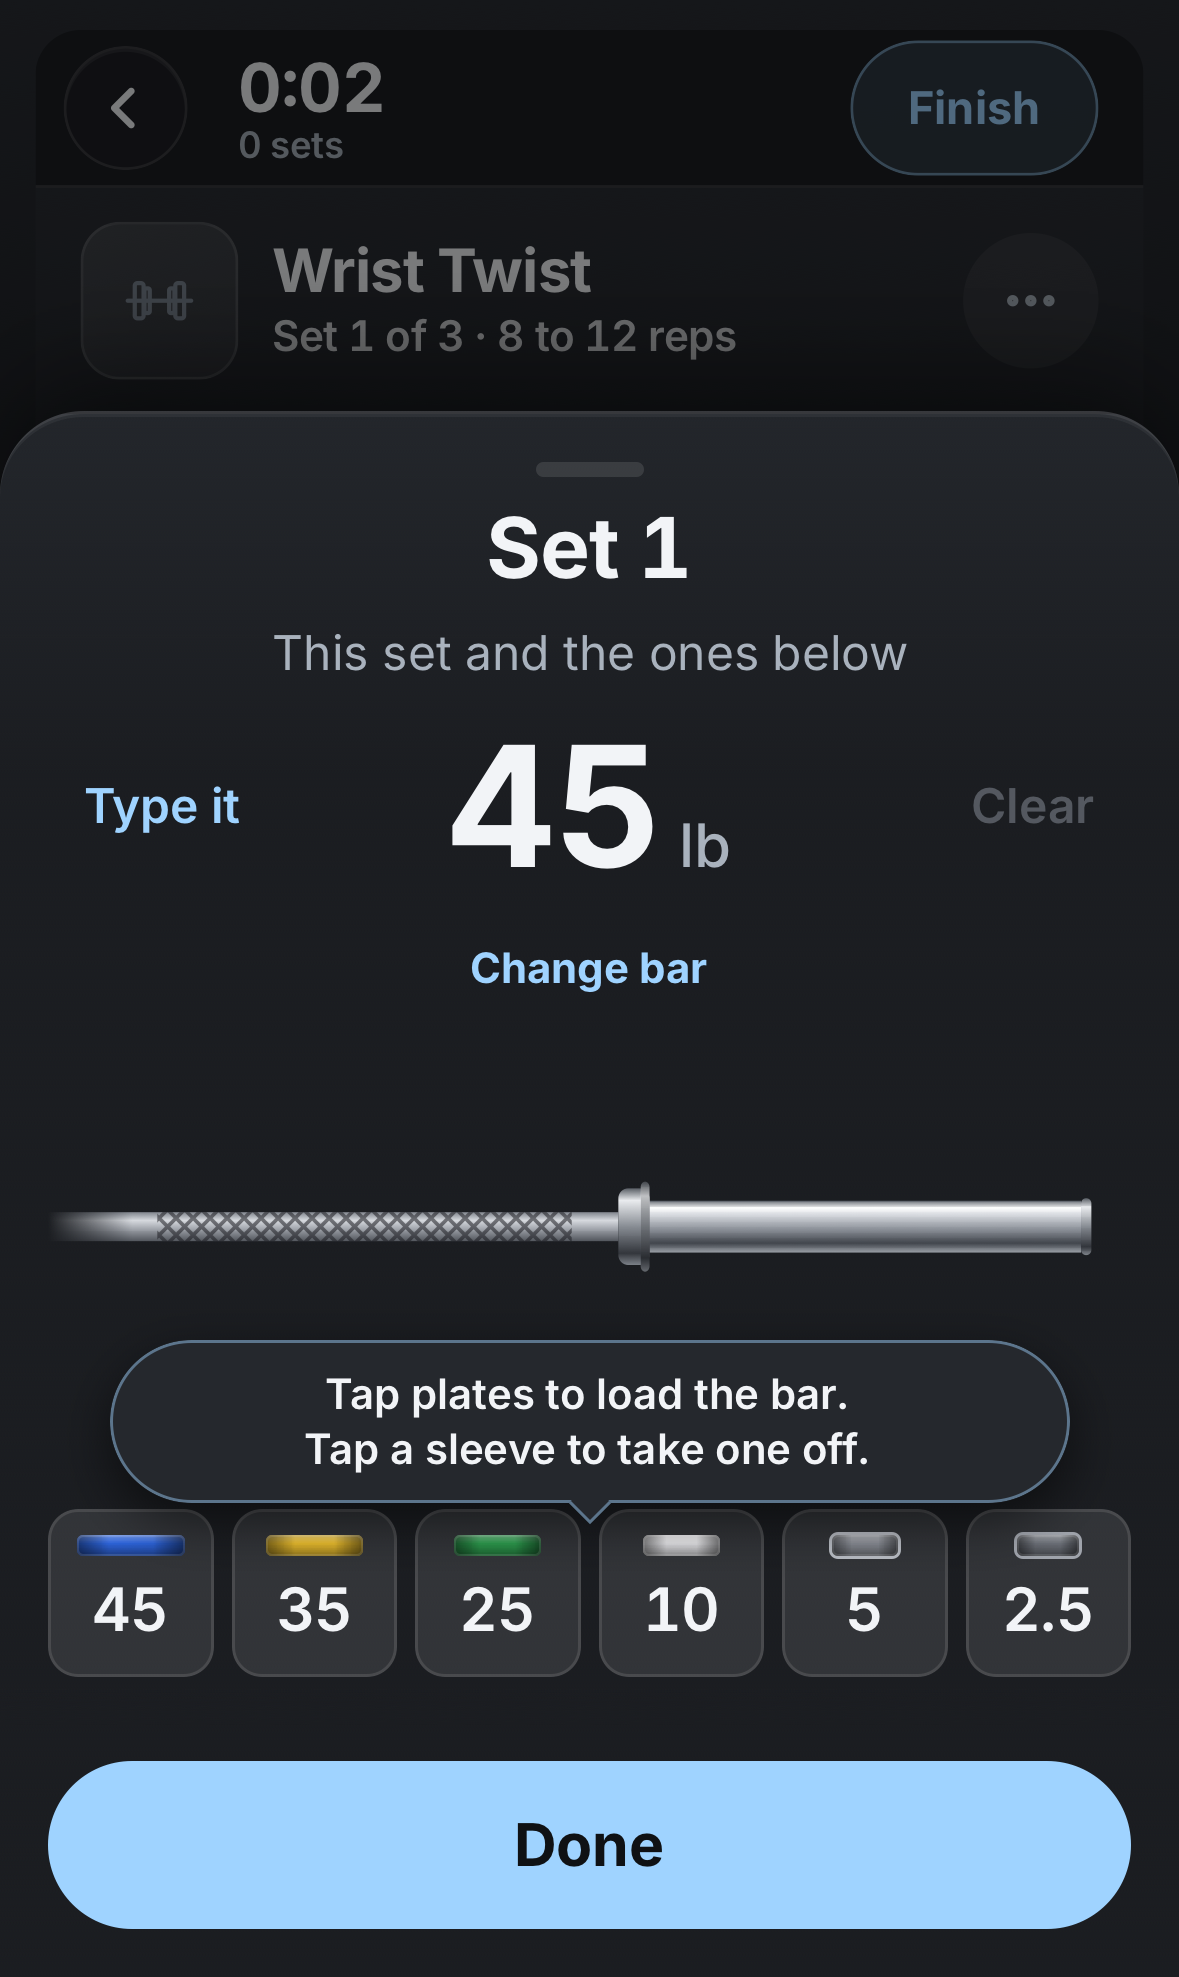 0:02
0 sets
Finish
Wrist Twist
Set 1 of 3 · 8 to 12 reps
Set 1
This set and the ones below
Type it
45 lb
Clear
Change bar
Tap plates to load the bar.
Tap a sleeve to take one off.
45
35
25
10
5
2.5
Done